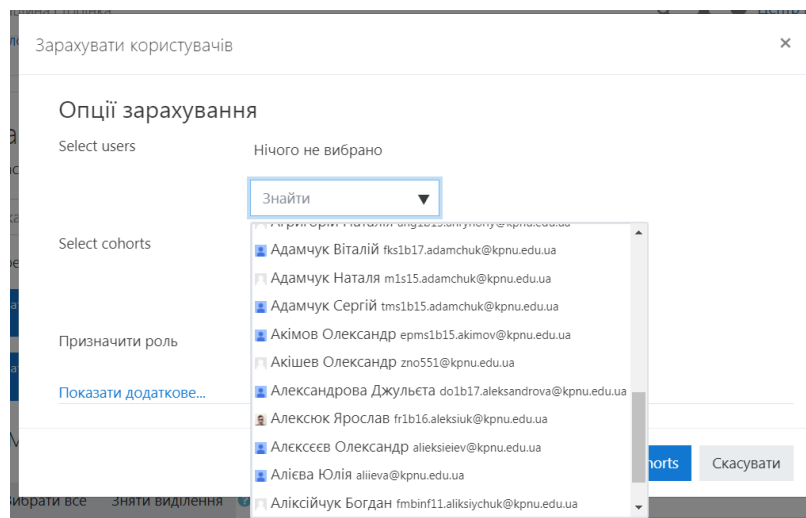 Зарахувати користувачів ×
Опції зарахування
Select users
Нічого не вибрано
Знайти ▼
Select cohorts
Адамчук Віталій fks1b17.adamchuk@kpnu.edu.ua
Адамчук Наталя m1s15.adamchuk@kpnu.edu.ua
Адамчук Сергій tms1b15.adamchuk@kpnu.edu.ua
Призначити роль
Акімов Олександр epms1b15.akimov@kpnu.edu.ua
Акішев Олександр zno551@kpnu.edu.ua
Показати додаткове...
Александрова Джульєта do1b17.aleksandrova@kpnu.edu.ua
Алексюк Ярослав fr1b16.aleksiuk@kpnu.edu.ua
Алєксєєв Олександр alieksieiev@kpnu.edu.ua
Алієва Юлія aliieva@kpnu.edu.ua
Аліксійчук Богдан fmbinf11.aliksiychuk@kpnu.edu.ua
Скасувати
все Зняти виділення